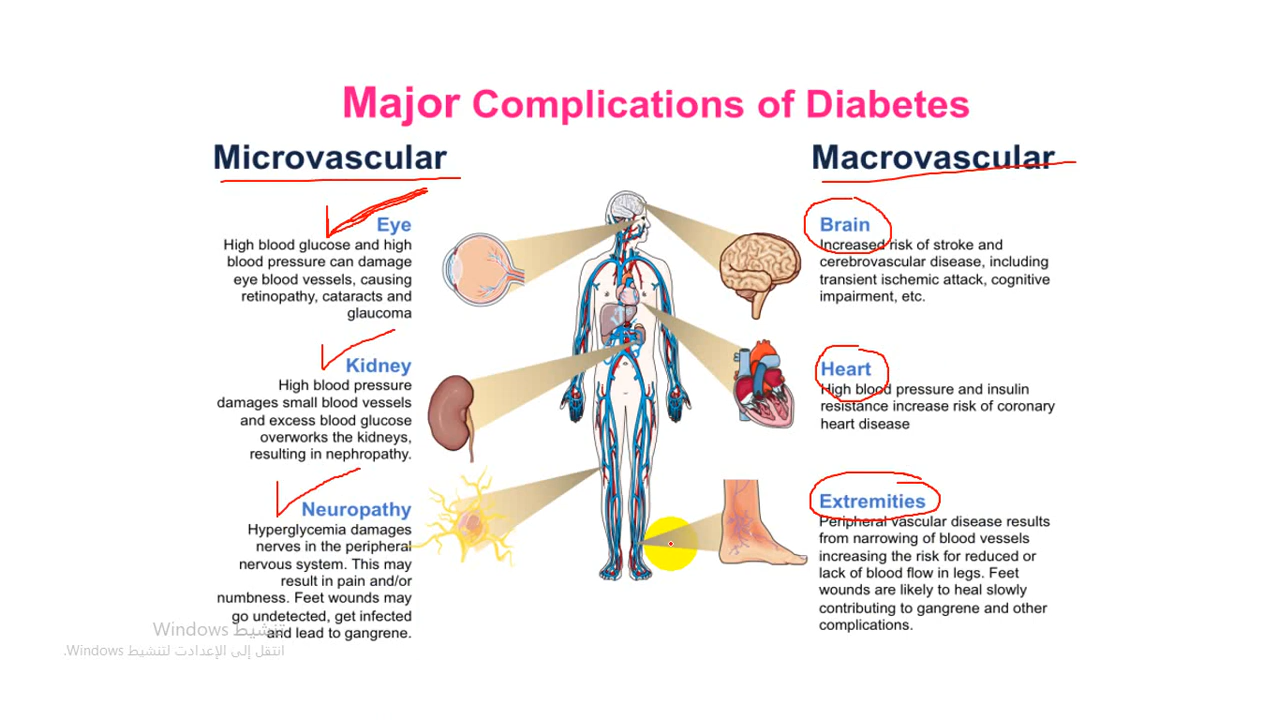 Major Complications of Diabetes
Microvascular
Eye
High blood glucose and high
blood pressure can damage
eye blood vessels, causing
retinopathy, cataracts and
glaucoma
Kidney
High blood pressure
damages small blood vessels
and excess blood glucose
overworks the kidneys,
resulting in nephropathy.
Neuropathy
Hyperglycemia damages
nerves in the peripheral
nervous system. This may
result in pain and/or
numbness. Feet wounds may
go undetected, get infected
and lead to gangrene.
Macrovascular
Brain
Increased risk of stroke and
cerebrovascular disease, including
transient ischemic attack, cognitive
impairment, etc.
Heart
High blood pressure and insulin
resistance increase risk of coronary
heart disease
Extremities
Peripheral vascular disease results
from narrowing of blood vessels
increasing the risk for reduced or
lack of blood flow in legs. Feet
wounds are likely to heal slowly
contributing to gangrene and other
complications.
تنشيط Windows
انتقل إلى الإعدادت لتنشيط Windows.